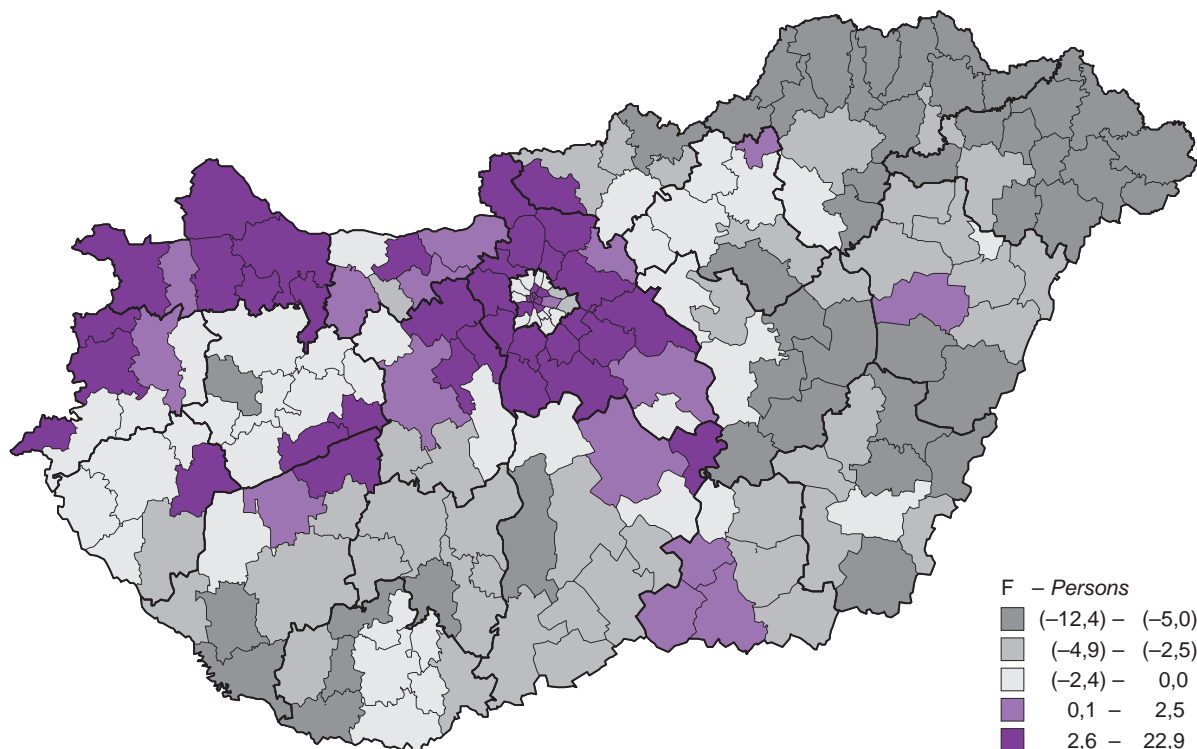 F – Persons
(–12,4) – (–5,0)
(–4,9) – (–2,5)
(–2,4) – 0,0
0,1 – 2,5
2,6 – 22,9